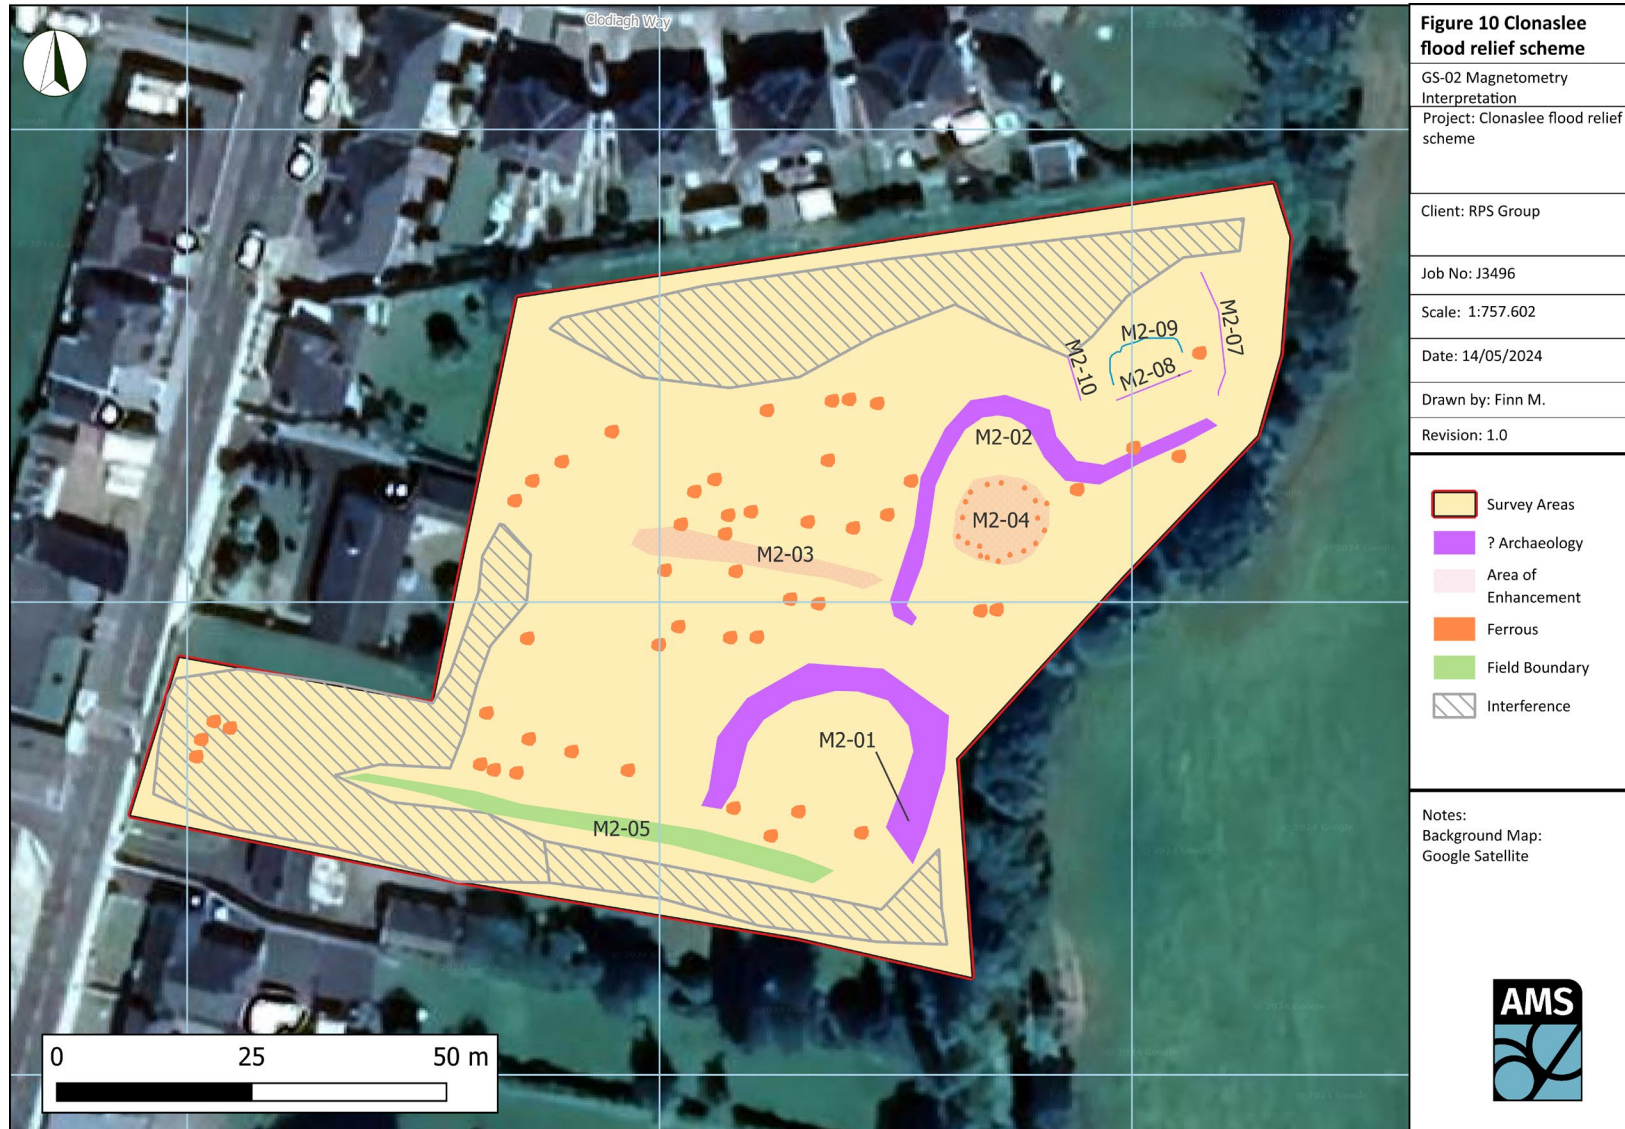 Clodiagh Way
M2-09
M2-07
M2-10
M2-08
M2-02
M2-04
M2-03
M2-01
M2-05
0 25 50 m
Figure 10 Clonaslee
flood relief scheme
GS-02 Magnetometry
Interpretation
Project: Clonaslee flood relief
scheme
Client: RPS Group
Job No: J3496
Scale: 1:757.602
Date: 14/05/2024
Drawn by: Finn M.
Revision: 1.0
Survey Areas
? Archaeology
Area of
Enhancement
Ferrous
Field Boundary
Interference
Notes:
Background Map:
Google Satellite
AMS